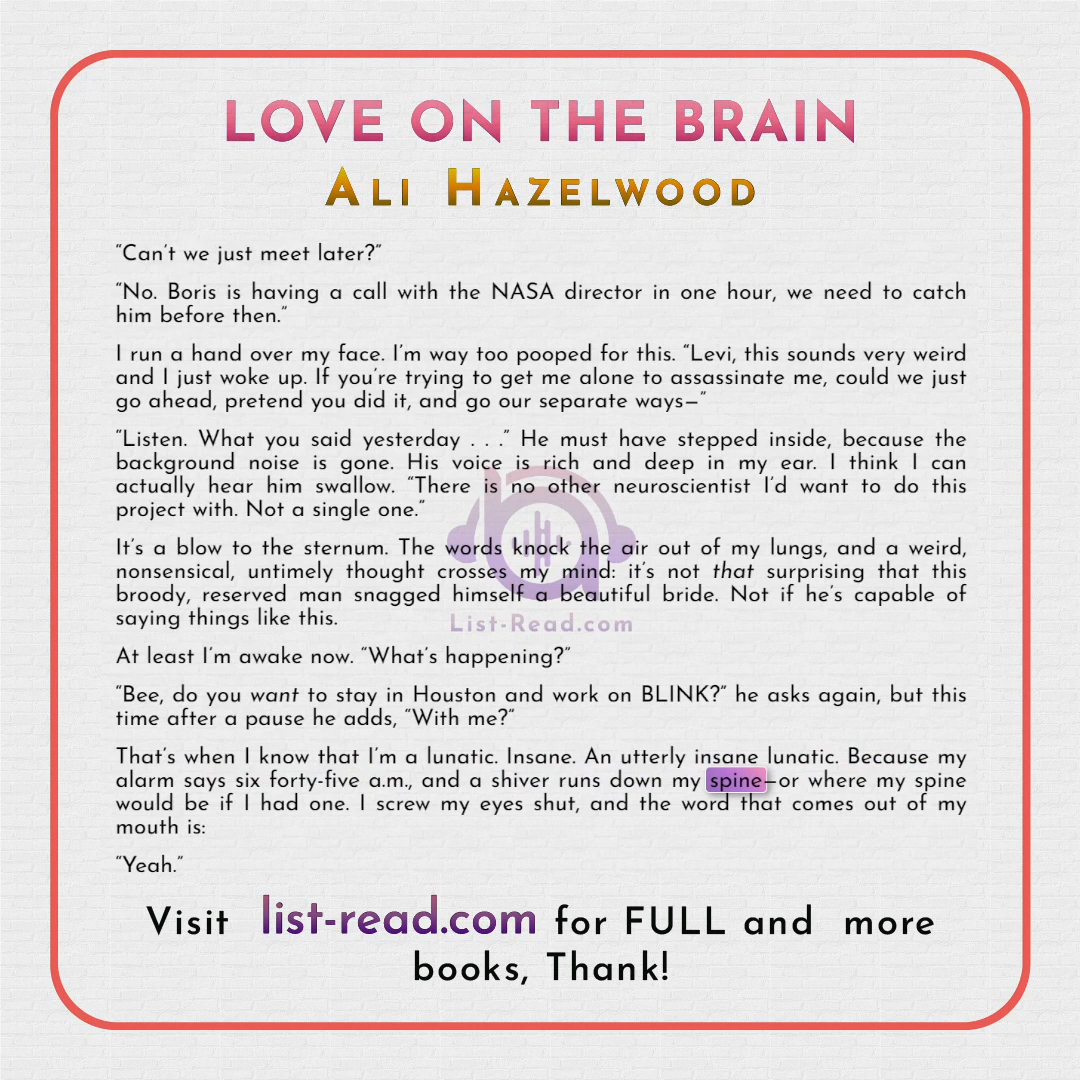 LOVE ON THE BRAIN
ALI HAZELWOOD
“Can’t we just meet later?”
“No. Boris is having a call with the NASA director in one hour, we need to catch
him before then.”
I run a hand over my face. I’m way too pooped for this. “Levi, this sounds very weird
and I just woke up. If you’re trying to get me alone to assassinate me, could we just
go ahead, pretend you did it, and go our separate ways—”
“Listen. What you said yesterday . . .” He must have stepped inside, because the
background noise is gone. His voice is rich and deep in my ear. I think I can
actually hear him swallow. “There is no other neuroscientist I’d want to do this
project with. Not a single one.”
It’s a blow to the sternum. The words knock the air out of my lungs, and a weird,
nonsensical, untimely thought crosses my mind: it’s not that surprising that this
broody, reserved man snagged himself a beautiful bride. Not if he’s capable of
saying things like this.
List-Read.com
At least I’m awake now. “What’s happening?”
“Bee, do you want to stay in Houston and work on BLINK?” he asks again, but this
time after a pause he adds, “With me?”
That’s when I know that I’m a lunatic. Insane. An utterly insane lunatic. Because my
alarm says six forty-five a.m., and a shiver runs down my spine—or where my spine
would be if I had one. I screw my eyes shut, and the word that comes out of my
mouth is:
“Yeah.”
Visit list-read.com for FULL and more
books, Thank!